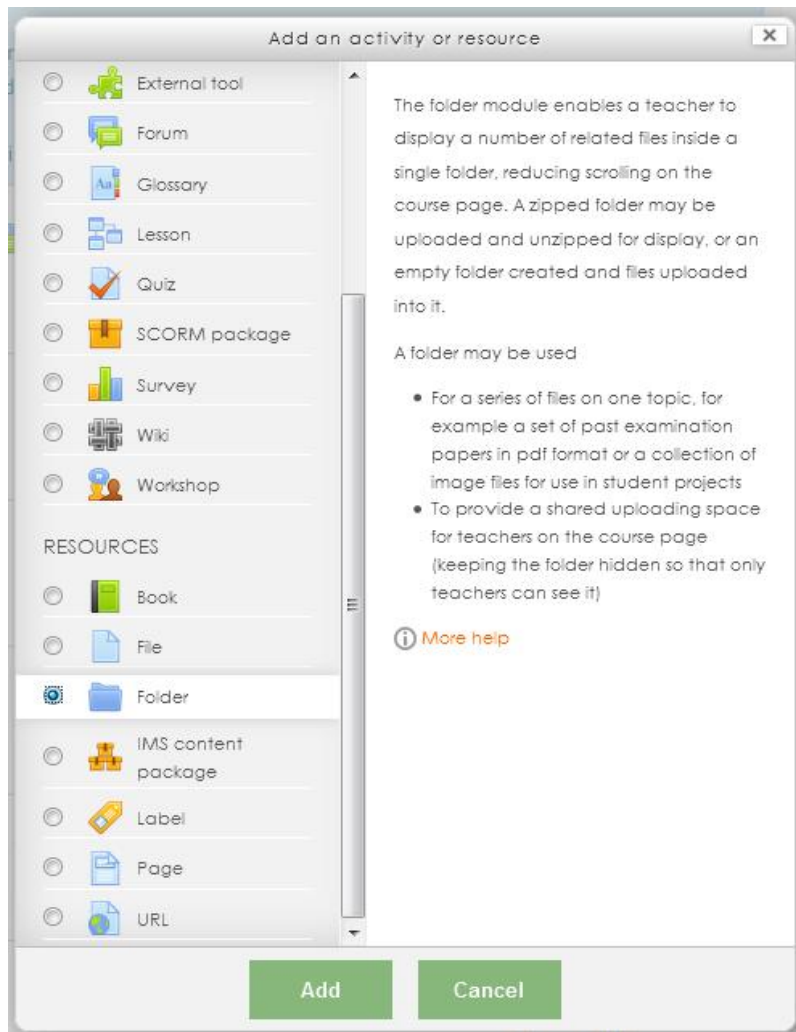 Add an activity or resource
External tool
Forum
Glossary
Lesson
Quiz
SCORM package
Survey
Wiki
Workshop
RESOURCES
Book
File
Folder
IMS content
package
Label
Page
URL
The folder module enables a teacher to
display a number of related files inside a
single folder, reducing scrolling on the
course page. A zipped folder may be
uploaded and unzipped for display, or an
empty folder created and files uploaded
into it.
A folder may be used
• For a series of files on one topic, for
example a set of past examination
papers in pdf format or a collection of
image files for use in student projects
• To provide a shared uploading space
for teachers on the course page
(keeping the folder hidden so that only
teachers can see it)
More help
Add
Cancel